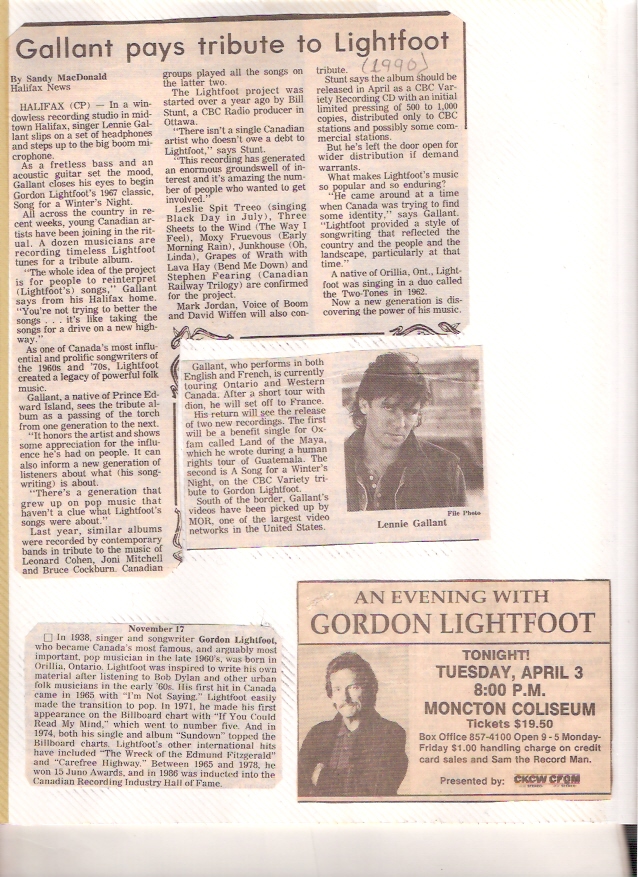 Gallant pays tribute to Lightfoot
(1990)
By Sandy MacDonald
Halifax News
HALIFAX (CP) — In a win-
dowless recording studio in mid-
town Halifax, singer Lennie Gal-
lant slips on a set of headphones
and steps up to the big boom mi-
crophone.
As a fretless bass and an
acoustic guitar set the mood,
Gallant closes his eyes to begin
Gordon Lightfoot's 1967 classic,
Song for a Winter's Night.
All across the country in re-
cent weeks, young Canadian ar-
tists have been joining in the rit-
ual. A dozen musicians are
recording timeless Lightfoot
tunes for a tribute album.
"The whole idea of the project
is for people to reinterpret
(Lightfoot's) songs," Gallant
says from his Halifax home.
"You're not trying to better the
songs . . . it's like taking the
songs for a drive on a new high-
way."
As one of Canada's most influ-
ential and prolific songwriters of
the 1960s and '70s, Lightfoot
created a legacy of powerful folk
music.
Gallant, a native of Prince Ed-
ward Island, sees the tribute al-
bum as a passing of the torch
from one generation to the next.
"It honors the artist and shows
some appreciation for the influ-
ence he's had on people. It can
also inform a new generation of
listeners about what (his song-
writing) is about.
"There's a generation that
grew up on pop music that
haven't a clue what Lightfoot's
songs were about."
Last year, similar albums
were recorded by contemporary
bands in tribute to the music of
Leonard Cohen, Joni Mitchell
and Bruce Cockburn. Canadian
groups played all the songs on
the latter two.
The Lightfoot project was
started over a year ago by Bill
Stunt, a CBC Radio producer in
Ottawa.
"There isn't a single Canadian
artist who doesn't owe a debt to
Lightfoot," says Stunt.
"This recording has generated
an enormous groundswell of in-
terest and it's amazing the num-
ber of people who wanted to get
involved."
Leslie Spit Treeo (singing
Black Day in July), Three
Sheets to the Wind (The Way I
Feel), Moxy Fruevous (Early
Morning Rain), Junkhouse (Oh,
Linda), Grapes of Wrath with
Lava Hay (Bend Me Down) and
Stephen Fearing (Canadian
Railway Trilogy) are confirmed
for the project.
Mark Jordan, Voice of Boom
and David Wiffen will also con-
tribute.
Stunt says the album should be
released in April as a CBC Var-
iety Recording CD with an initial
limited pressing of 500 to 1,000
copies, distributed only to CBC
stations and possibly some com-
mercial stations.
But he's left the door open for
wider distribution if demand
warrants.
What makes Lightfoot's music
so popular and so enduring?
"He came around at a time
when Canada was trying to find
some identity," says Gallant.
"Lightfoot provided a style of
songwriting that reflected the
country and the people and the
landscape, particularly at that
time."
A native of Orillia, Ont., Light-
foot was singing in a duo called
the Two-Tones in 1962.
Now a new generation is dis-
covering the power of his music.
Gallant, who performs in both
English and French, is currently
touring Ontario and Western
Canada. After a short tour with
dion, he will set off to France.
His return will see the release
of two new recordings. The first
will be a benefit single for Ox-
fam called Land of the Maya,
which he wrote during a human
rights tour of Guatemala. The
second is A Song for a Winter's
Night, on the CBC Variety tri-
bute to Gordon Lightfoot.
South of the border, Gallant's
videos have been picked up by
MOR, one of the largest video
networks in the United States.
File Photo
Lennie Gallant
November 17
☐ In 1938, singer and songwriter Gordon Lightfoot,
who became Canada's most famous, and arguably most
important, pop musician in the late 1960's, was born in
Orillia, Ontario. Lightfoot was inspired to write his own
material after listening to Bob Dylan and other urban
folk musicians in the early '60s. His first hit in Canada
came in 1965 with "I'm Not Saying." Lightfoot easily
made the transition to pop. In 1971, he made his first
appearance on the Billboard chart with "If You Could
Read My Mind," which went to number five. And in
1974, both his single and album "Sundown" topped the
Billboard charts. Lightfoot's other international hits
have included "The Wreck of the Edmund Fitzgerald"
and "Carefree Highway." Between 1965 and 1978, he
won 15 Juno Awards, and in 1986 was inducted into the
Canadian Recording Industry Hall of Fame.
AN EVENING WITH
GORDON LIGHTFOOT
TONIGHT!
TUESDAY, APRIL 3
8:00 P.M.
MONCTON COLISEUM
Tickets $19.50
Box Office 857-4100 Open 9 - 5 Monday-
Friday $1.00 handling charge on credit
card sales and Sam the Record Man.
Presented by: CKCW CFQM